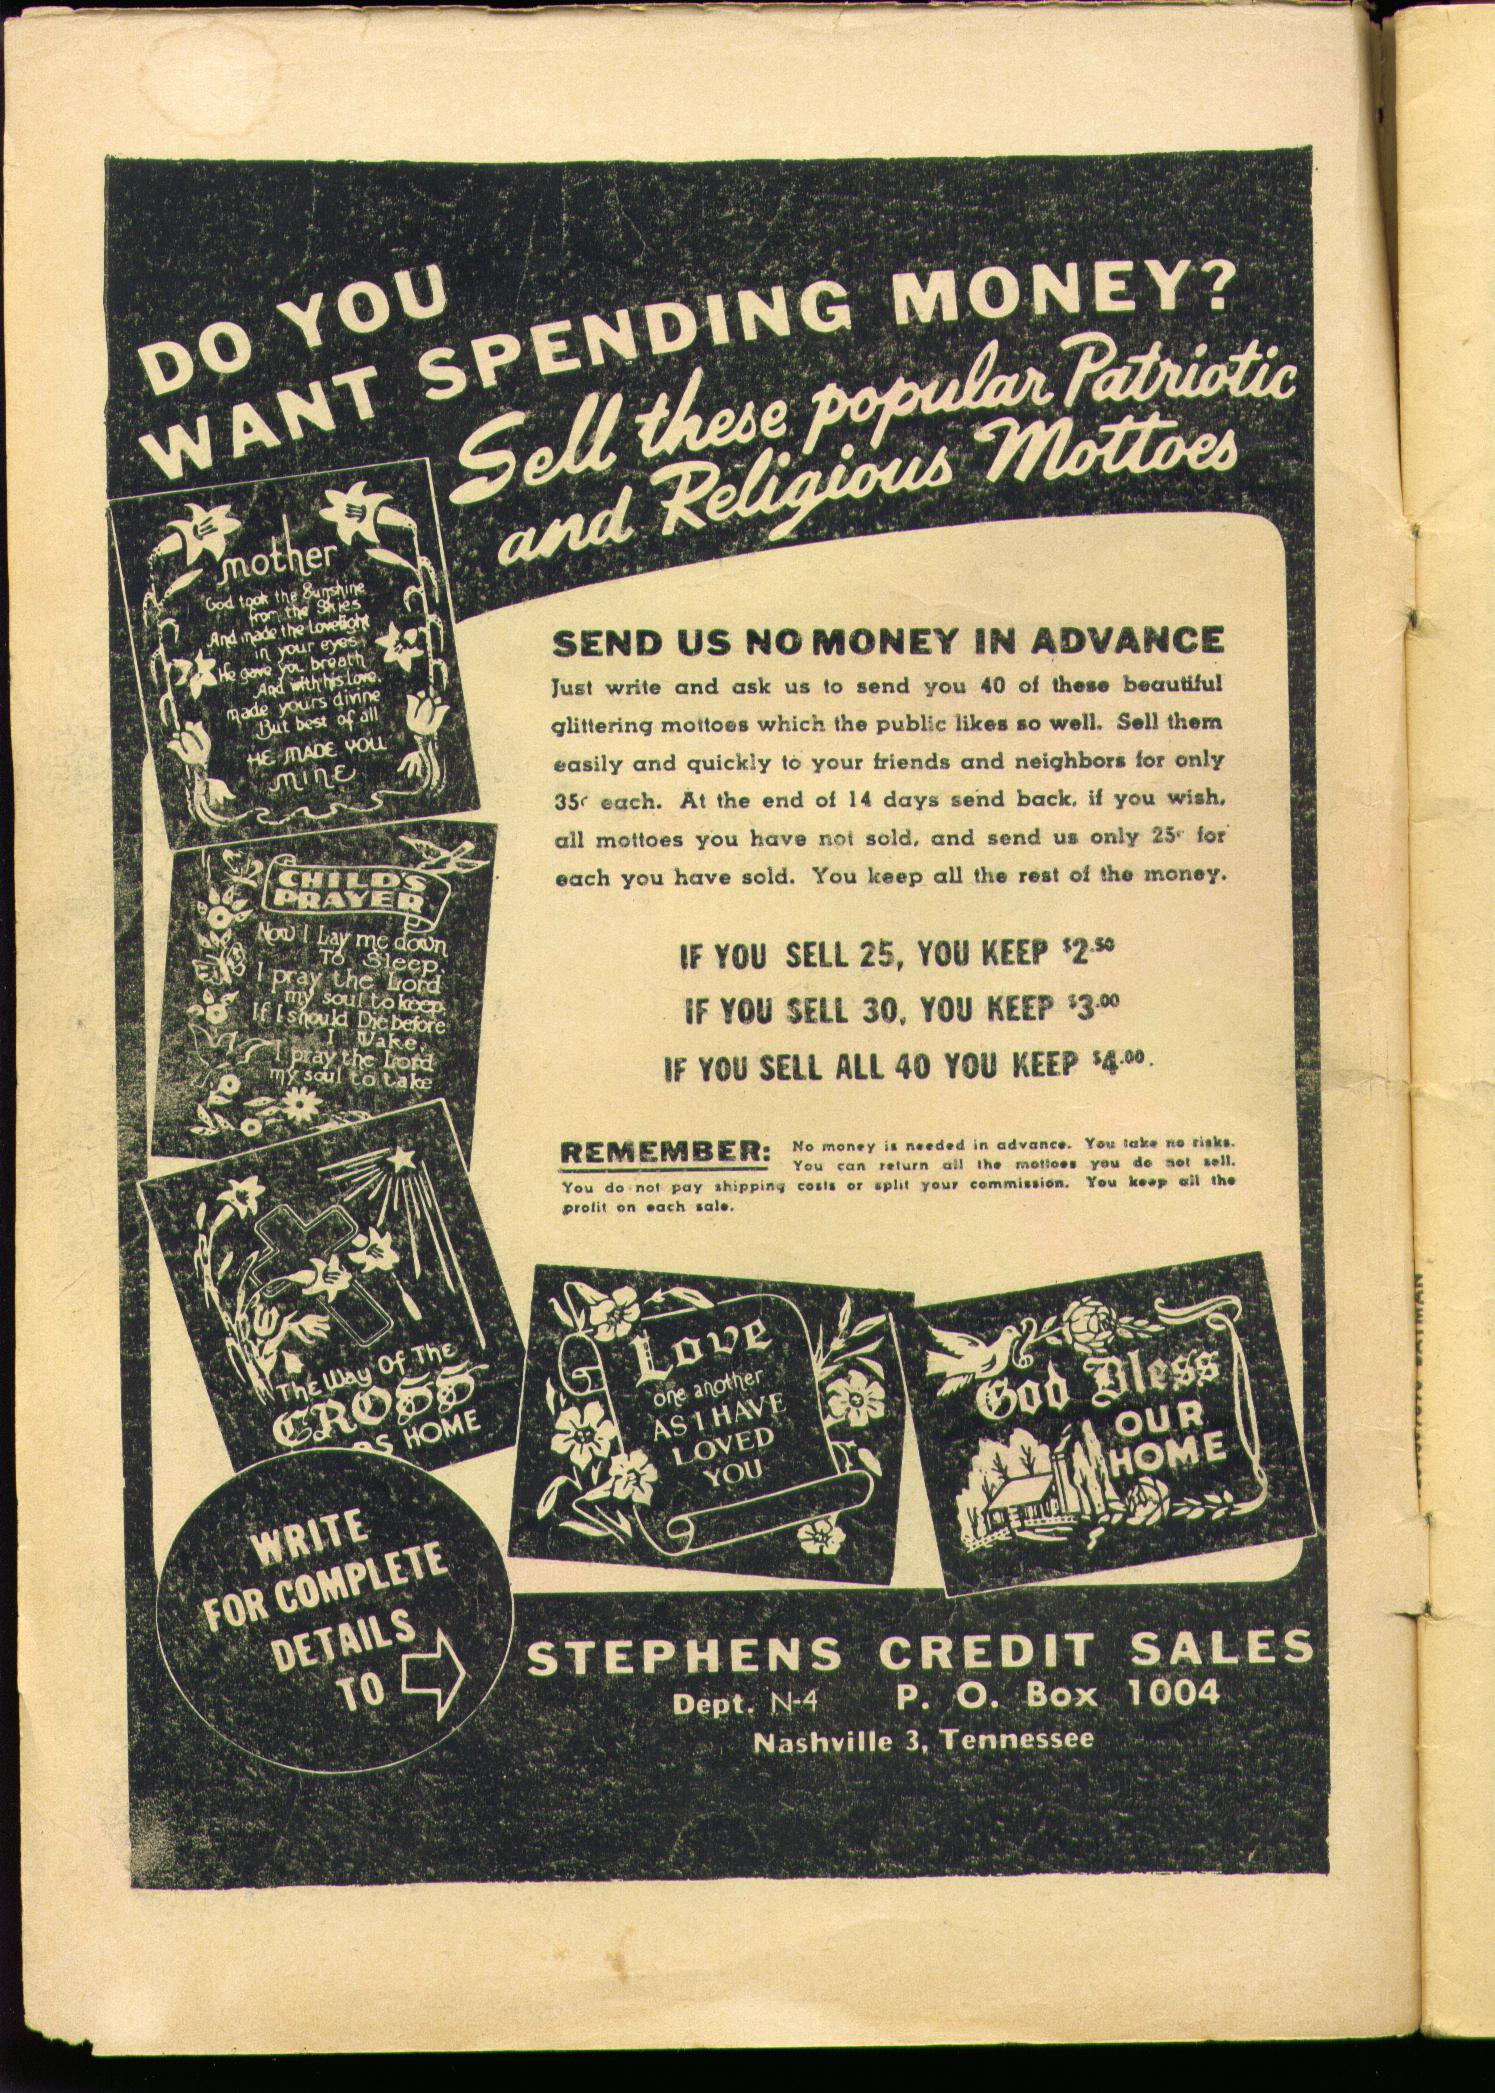 DO YOU
WANT SPENDING MONEY?
Sell these popular Patriotic
and Religious Mottoes
mother
God took the Sunshine
from the Skies
And made the Lovelight
in your eyes
He gave you breath
And with his Love,
made yours divine
But best of all
HE MADE YOU
MINE
CHILD'S
PRAYER
Now I Lay me down
To Sleep,
I pray the Lord
my soul to keep.
If I should Die before
I Wake,
I pray the Lord
my soul to take
The Way Of The
CROSS
HOME
SEND US NO MONEY IN ADVANCE
Just write and ask us to send you 40 of these beautiful
glittering mottoes which the public likes so well. Sell them
easily and quickly to your friends and neighbors for only
35¢ each. At the end of 14 days send back, if you wish,
all mottoes you have not sold, and send us only 25¢ for
each you have sold. You keep all the rest of the money.
IF YOU SELL 25, YOU KEEP $2.50
IF YOU SELL 30, YOU KEEP $3.00
IF YOU SELL ALL 40 YOU KEEP $4.00.
REMEMBER: No money is needed in advance. You take no risks.
You can return all the mottoes you do not sell.
You do not pay shipping costs or split your commission. You keep all the
profit on each sale.
Love
one another
AS I HAVE
LOVED
YOU
God Bless
OUR
HOME
WRITE
FOR COMPLETE
DETAILS
TO
STEPHENS CREDIT SALES
Dept. N-4 P. O. Box 1004
Nashville 3, Tennessee